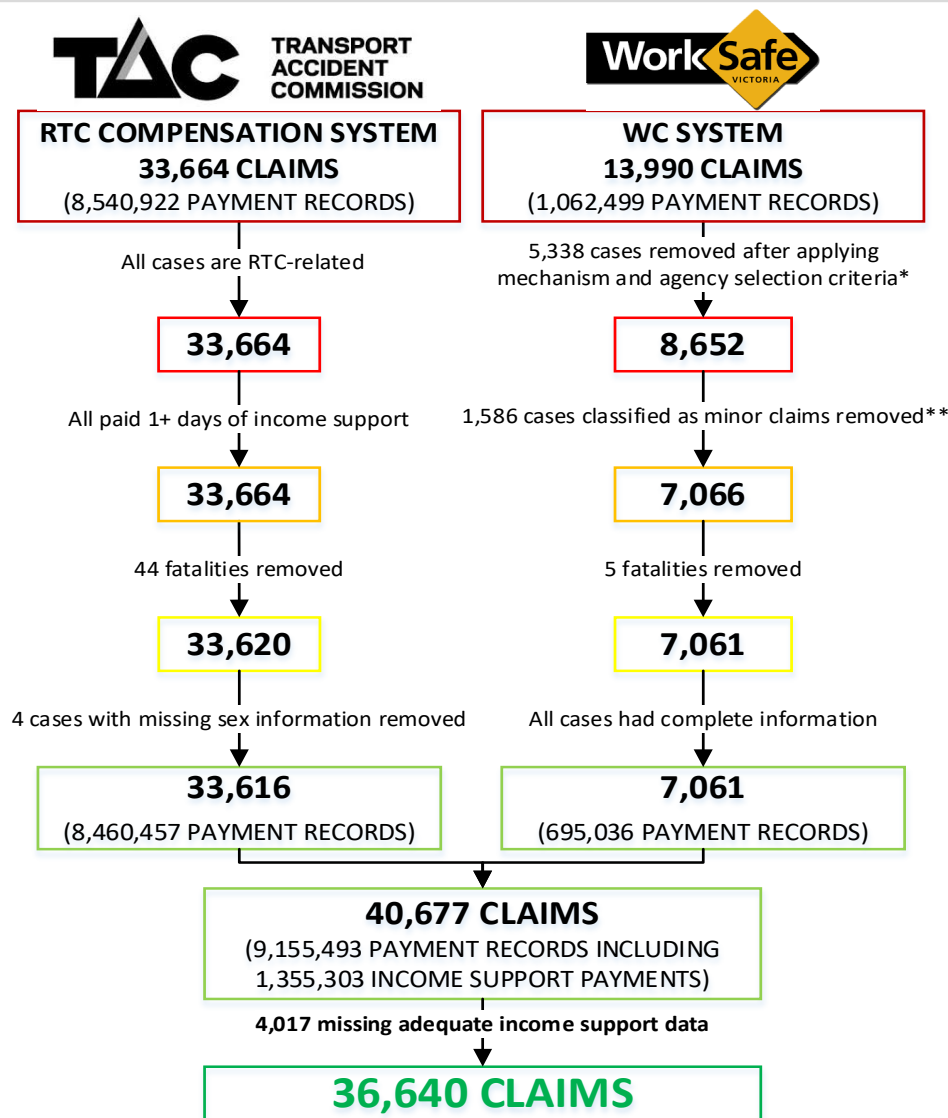 TAC
TRANSPORT
ACCIDENT
COMMISSION
WorkSafe
VICTORIA
RTC COMPENSATION SYSTEM
33,664 CLAIMS
(8,540,922 PAYMENT RECORDS)
WC SYSTEM
13,990 CLAIMS
(1,062,499 PAYMENT RECORDS)
All cases are RTC-related
5,338 cases removed after applying
mechanism and agency selection criteria*
33,664
8,652
All paid 1+ days of income support
1,586 cases classified as minor claims removed**
33,664
7,066
44 fatalities removed
5 fatalities removed
33,620
7,061
4 cases with missing sex information removed
All cases had complete information
33,616
(8,460,457 PAYMENT RECORDS)
7,061
(695,036 PAYMENT RECORDS)
40,677 CLAIMS
(9,155,493 PAYMENT RECORDS INCLUDING
1,355,303 INCOME SUPPORT PAYMENTS)
4,017 missing adequate income support data
36,640 CLAIMS